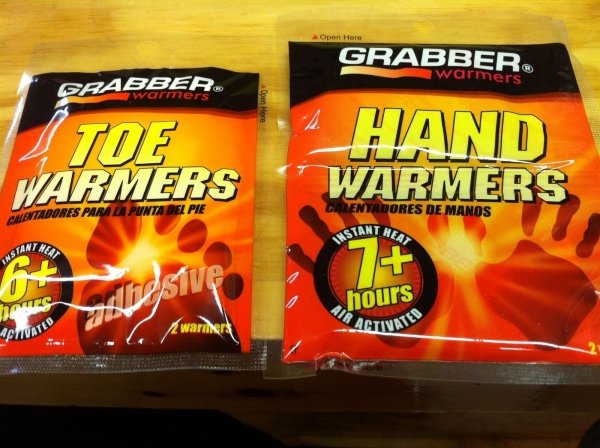 GRABBER®
warmers
Open Here
TOE
WARMERS
CALENTADORES PARA LA PUNTA DEL PIE
INSTANT HEAT
6+
hours
ACTIVATED
adhesive
2 warmers
Open Here
GRABBER®
warmers
HAND
WARMERS
CALENTADORES DE MANOS
INSTANT HEAT
7+
hours
AIR ACTIVATED
2